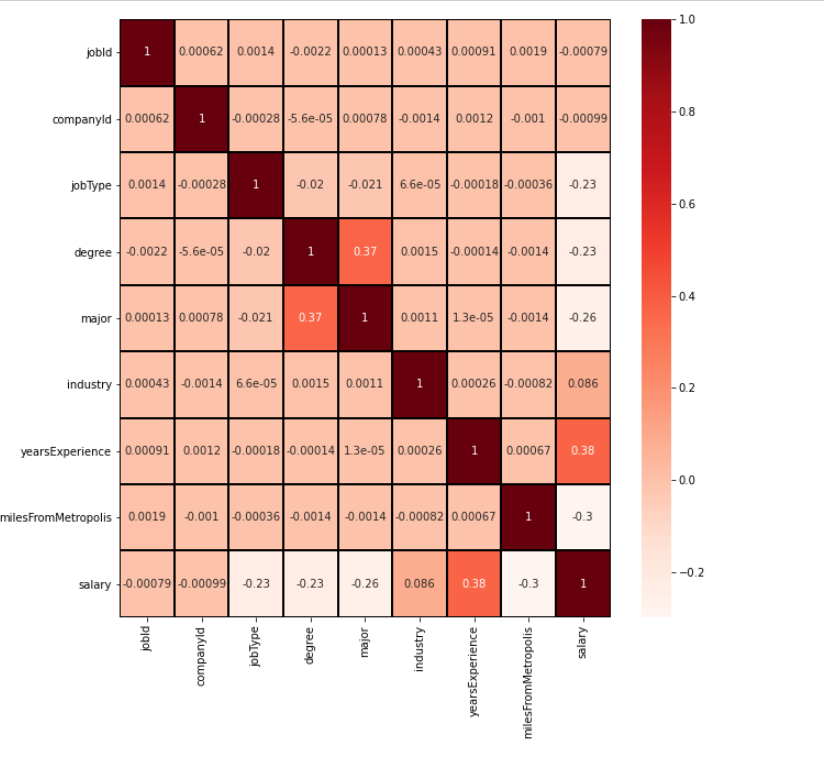 jobId 1 0.00062 0.0014 -0.0022 0.00013 0.00043 0.00091 0.0019 -0.00079
companyId 0.00062 1 -0.00028 -5.6e-05 0.00078 -0.0014 0.0012 -0.001 -0.00099
jobType 0.0014 -0.00028 1 -0.02 -0.021 6.6e-05 -0.00018 -0.00036 -0.23
degree -0.0022 -5.6e-05 -0.02 1 0.37 0.0015 -0.00014 -0.0014 -0.23
major 0.00013 0.00078 -0.021 0.37 1 0.0011 1.3e-05 -0.0014 -0.26
industry 0.00043 -0.0014 6.6e-05 0.0015 0.0011 1 0.00026 -0.00082 0.086
yearsExperience 0.00091 0.0012 -0.00018 -0.00014 1.3e-05 0.00026 1 0.00067 0.38
milesFromMetropolis 0.0019 -0.001 -0.00036 -0.0014 -0.0014 -0.00082 0.00067 1 -0.3
salary -0.00079 -0.00099 -0.23 -0.23 -0.26 0.086 0.38 -0.3 1
jobId companyId jobType degree major industry yearsExperience milesFromMetropolis salary
1.0
0.8
0.6
0.4
0.2
0.0
−0.2